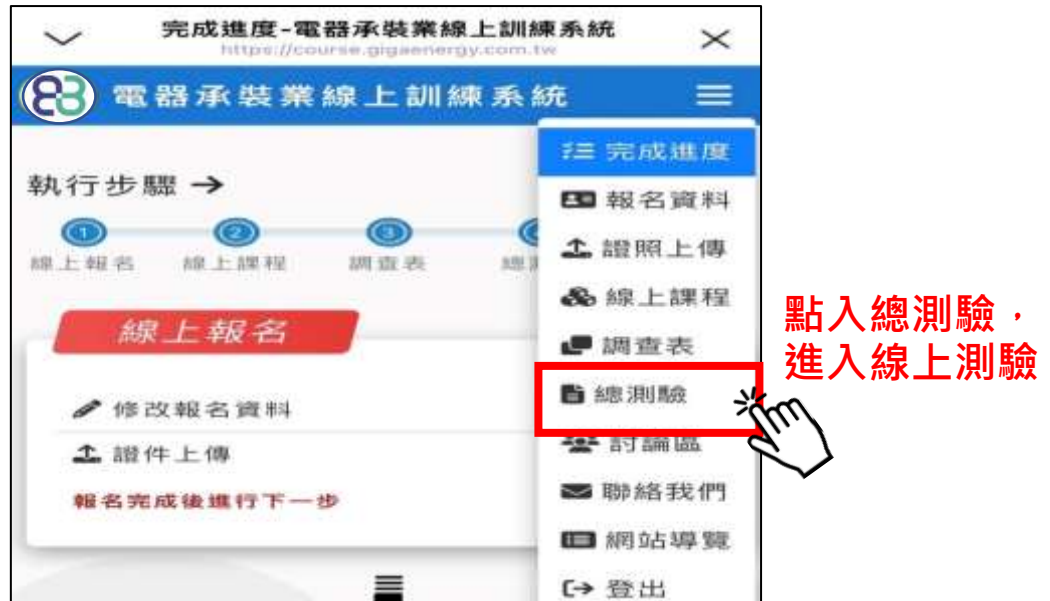 完成進度-電器承裝業線上訓練系統
https://course.gigaenergy.com.tw
電器承裝業線上訓練系統
執行步驟 →
1 2 3
線上報名 線上課程 調查表 總測
線上報名
修改報名資料
證件上傳
報名完成後進行下一步
完成進度
報名資料
證照上傳
線上課程
調查表
總測驗
討論區
聯絡我們
網站導覽
登出
點入總測驗，
進入線上測驗